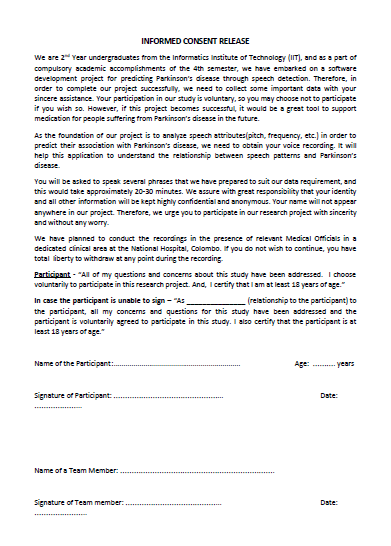 INFORMED CONSENT RELEASE
We are 2nd Year undergraduates from the Informatics Institute of Technology (IIT), and as a part of
compulsory academic accomplishments of the 4th semester, we have embarked on a software
development project for predicting Parkinson's disease through speech detection. Therefore, in
order to complete our project successfully, we need to collect some important data with your
sincere assistance. Your participation in our study is voluntary, so you may choose not to participate
if you wish so. However, if this project becomes successful, it would be a great tool to support
medication for people suffering from Parkinson's disease in the future.
As the foundation of our project is to analyze speech attributes(pitch, frequency, etc.) in order to
predict their association with Parkinson's disease, we need to obtain your voice recording. It will
help this application to understand the relationship between speech patterns and Parkinson's
disease.
You will be asked to speak several phrases that we have prepared to suit our data requirement, and
this would take approximately 20-30 minutes. We assure with great responsibility that your identity
and all other information will be kept highly confidential and anonymous. Your name will not appear
anywhere in our project. Therefore, we urge you to participate in our research project with sincerity
and without any worry.
We have planned to conduct the recordings in the presence of relevant Medical Officials in a
dedicated clinical area at the National Hospital, Colombo. If you do not wish to continue, you have
total liberty to withdraw at any point during the recording.
Participant - "All of my questions and concerns about this study have been addressed. I choose
voluntarily to participate in this research project. And, I certify that I am at least 18 years of age."
In case the participant is unable to sign – "As _______________ (relationship to the participant) to
the participant, all my concerns and questions for this study have been addressed and the
participant is voluntarily agreed to participate in this study. I also certify that the participant is at
least 18 years of age."
Name of the Participant:.................................................... Age: .......... years
Signature of Participant: .............................................. Date:
....................
Name of a Team Member: ................................................................
Signature of Team member: ........................................ Date:
......................